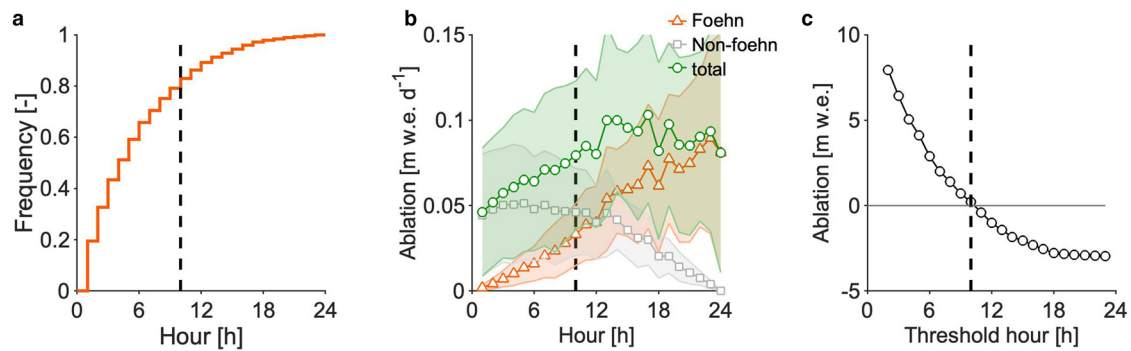 a
Frequency [-]
1
0.8
0.6
0.4
0.2
0
0 6 12 18 24
Hour [h]
b
Foehn
Non-foehn
total
Ablation [m w.e. d⁻¹]
0.15
0.1
0.05
0
0 6 12 18 24
Hour [h]
c
Ablation [m w.e.]
10
5
0
-5
0 6 12 18 24
Threshold hour [h]